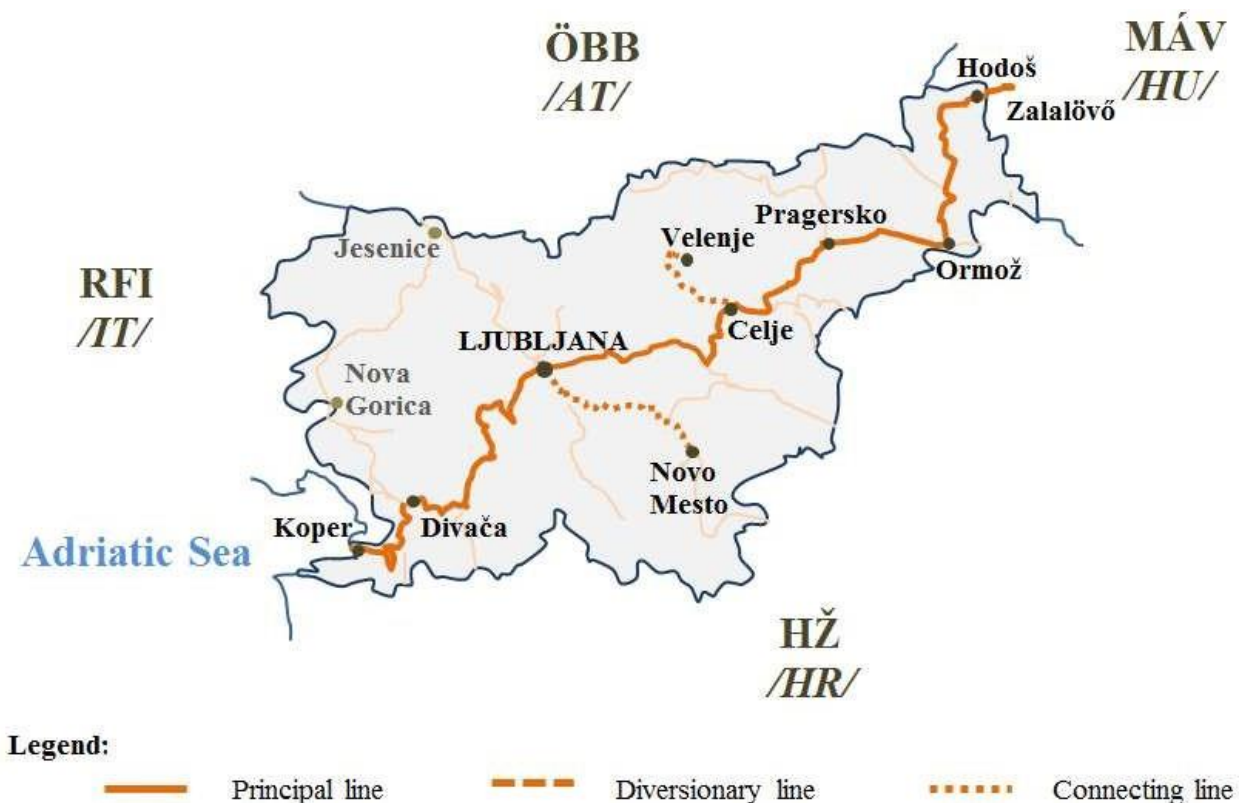 ÖBB
/AT/
MÁV
/HU/
Hodoš
Zalalövő
Pragersko
Velenje
Jesenice
Ormož
RFI
/IT/
Celje
LJUBLJANA
Nova
Gorica
Novo
Mesto
Koper
Divača
Adriatic Sea
HŽ
/HR/
Legend:
Principal line
Diversionary line
Connecting line